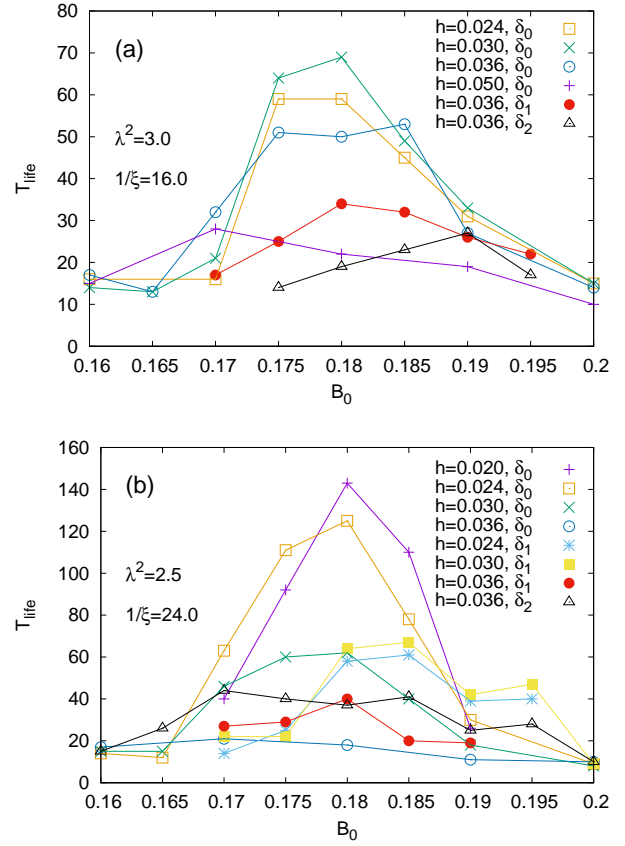 (a)
h=0.024, δ₀
h=0.030, δ₀
h=0.036, δ₀
h=0.050, δ₀
h=0.036, δ₁
h=0.036, δ₂
λ²=3.0
1/ξ=16.0
T_life
80
70
60
50
40
30
20
10
0
0.16 0.165 0.17 0.175 0.18 0.185 0.19 0.195 0.2
B₀
(b)
h=0.020, δ₀
h=0.024, δ₀
h=0.030, δ₀
h=0.036, δ₀
h=0.024, δ₁
h=0.030, δ₁
h=0.036, δ₁
h=0.036, δ₂
λ²=2.5
1/ξ=24.0
T_life
160
140
120
100
80
60
40
20
0
0.16 0.165 0.17 0.175 0.18 0.185 0.19 0.195 0.2
B₀